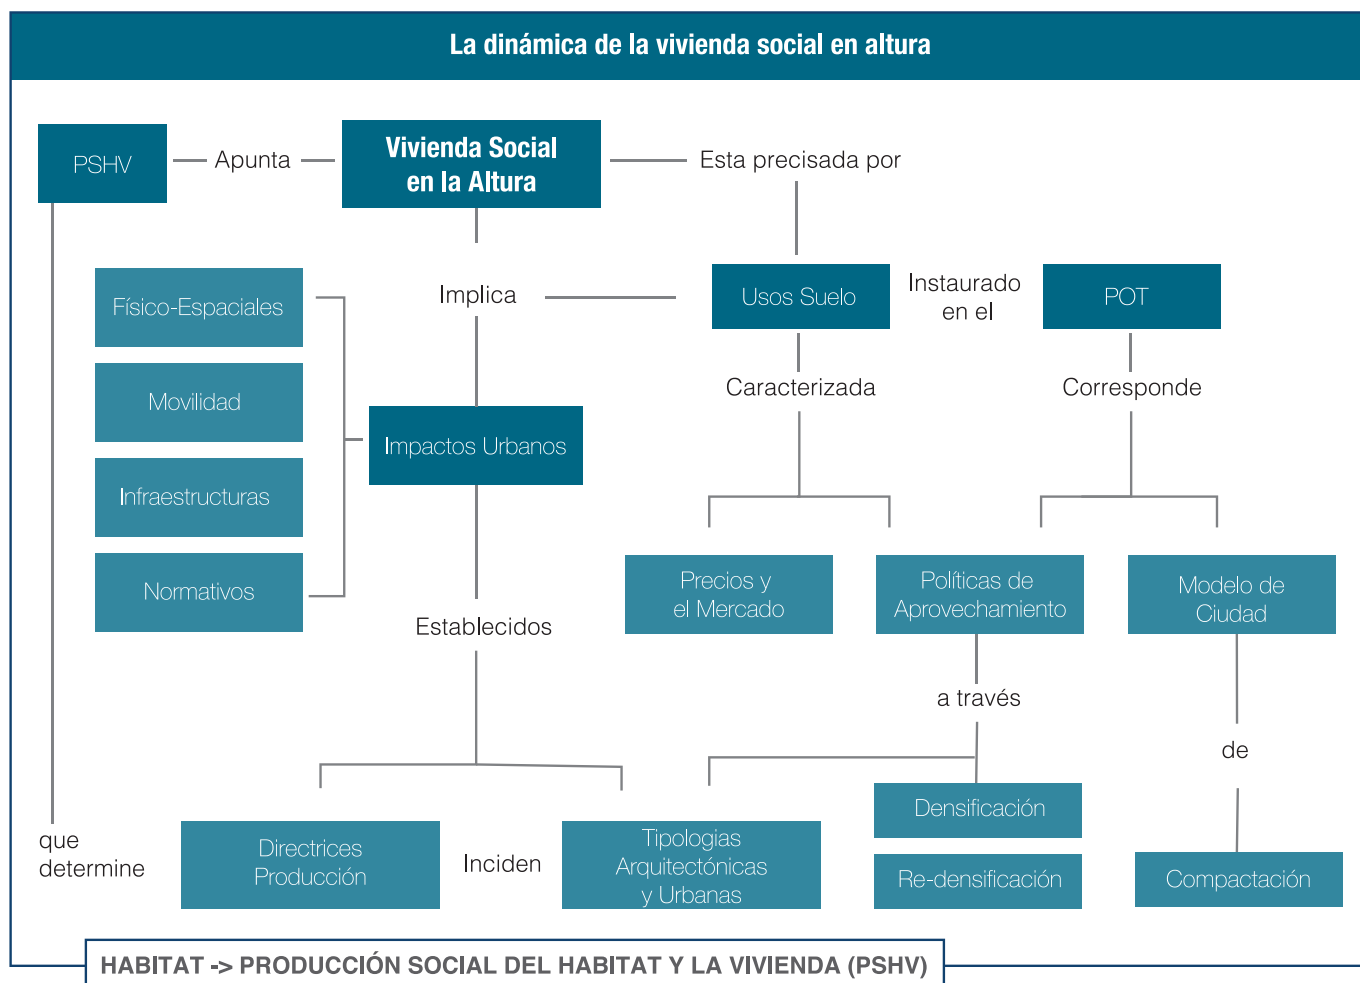 La dinámica de la vivienda social en altura
PSHV
Apunta
Vivienda Social
en la Altura
Esta precisada por
Físico-Espaciales
Implica
Usos Suelo
Instaurado
en el
POT
Movilidad
Caracterizada
Corresponde
Impactos Urbanos
Infraestructuras
Normativos
Precios y
el Mercado
Políticas de
Aprovechamiento
Modelo de
Ciudad
Establecidos
a través
de
Densificación
que
determine
Directrices
Producción
Inciden
Tipologias
Arquitectónicas
y Urbanas
Re-densificación
Compactación
HABITAT -> PRODUCCIÓN SOCIAL DEL HABITAT Y LA VIVIENDA (PSHV)